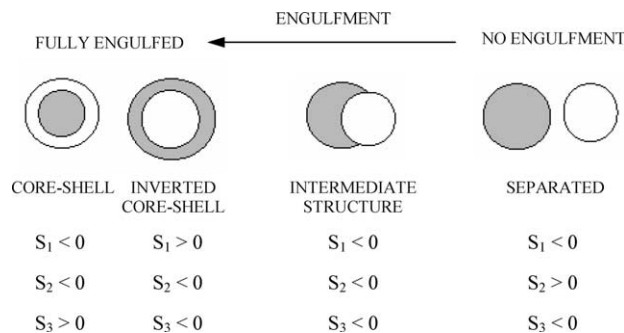 ENGULFMENT
FULLY ENGULFED
NO ENGULFMENT
CORE-SHELL
INVERTED
CORE-SHELL
INTERMEDIATE
STRUCTURE
SEPARATED
S₁ < 0 S₁ > 0 S₁ < 0 S₁ < 0
S₂ < 0 S₂ < 0 S₂ < 0 S₂ > 0
S₃ > 0 S₃ < 0 S₃ < 0 S₃ < 0